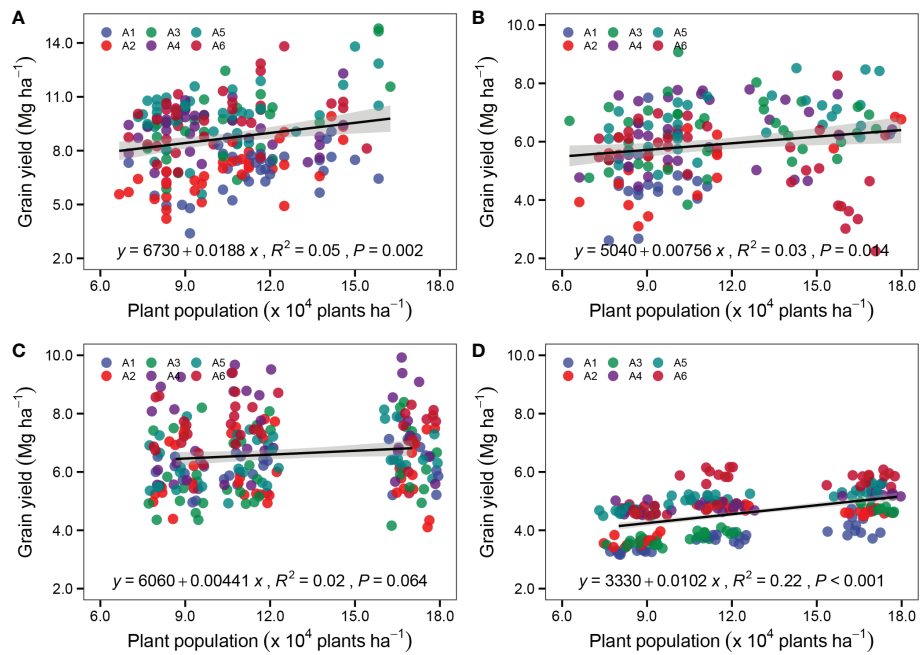 A
A1 A3 A5
A2 A4 A6
14.0
11.0
8.0
5.0
2.0
Grain yield (Mg ha⁻¹)
y = 6730 + 0.0188 x , R² = 0.05 , P = 0.002
6.0 9.0 12.0 15.0 18.0
Plant population (x 10⁴ plants ha⁻¹)
B
A1 A3 A5
A2 A4 A6
10.0
8.0
6.0
4.0
2.0
Grain yield (Mg ha⁻¹)
y = 5040 + 0.00756 x , R² = 0.03 , P = 0.014
6.0 9.0 12.0 15.0 18.0
Plant population (x 10⁴ plants ha⁻¹)
C
A1 A3 A5
A2 A4 A6
10.0
8.0
6.0
4.0
2.0
Grain yield (Mg ha⁻¹)
y = 6060 + 0.00441 x , R² = 0.02 , P = 0.064
6.0 9.0 12.0 15.0 18.0
Plant population (x 10⁴ plants ha⁻¹)
D
A1 A3 A5
A2 A4 A6
10.0
8.0
6.0
4.0
2.0
Grain yield (Mg ha⁻¹)
y = 3330 + 0.0102 x , R² = 0.22 , P < 0.001
6.0 9.0 12.0 15.0 18.0
Plant population (x 10⁴ plants ha⁻¹)